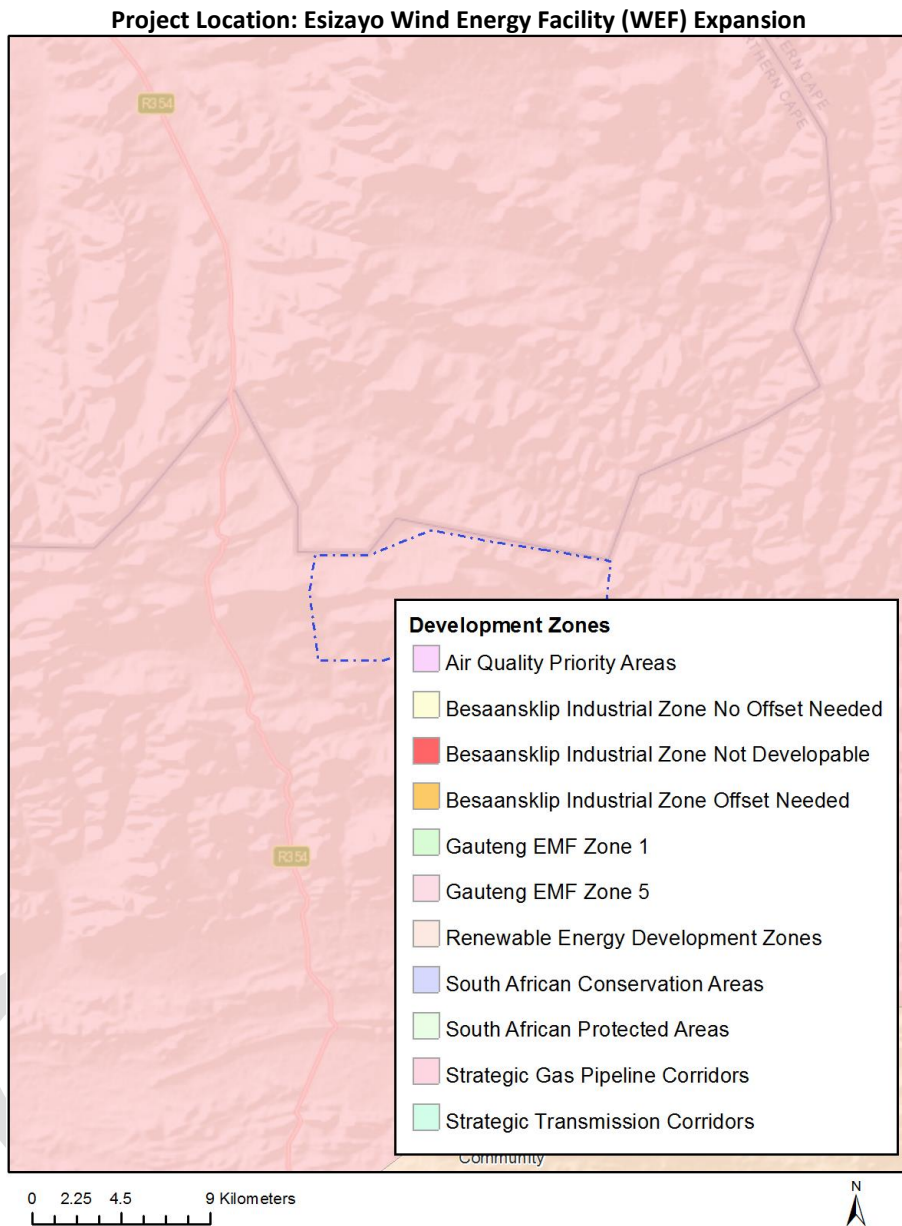 Project Location: Esizayo Wind Energy Facility (WEF) Expansion
R354
R354
Development Zones
Air Quality Priority Areas
Besaansklip Industrial Zone No Offset Needed
Besaansklip Industrial Zone Not Developable
Besaansklip Industrial Zone Offset Needed
Gauteng EMF Zone 1
Gauteng EMF Zone 5
Renewable Energy Development Zones
South African Conservation Areas
South African Protected Areas
Strategic Gas Pipeline Corridors
Strategic Transmission Corridors
0 2.25 4.5 9 Kilometers
N